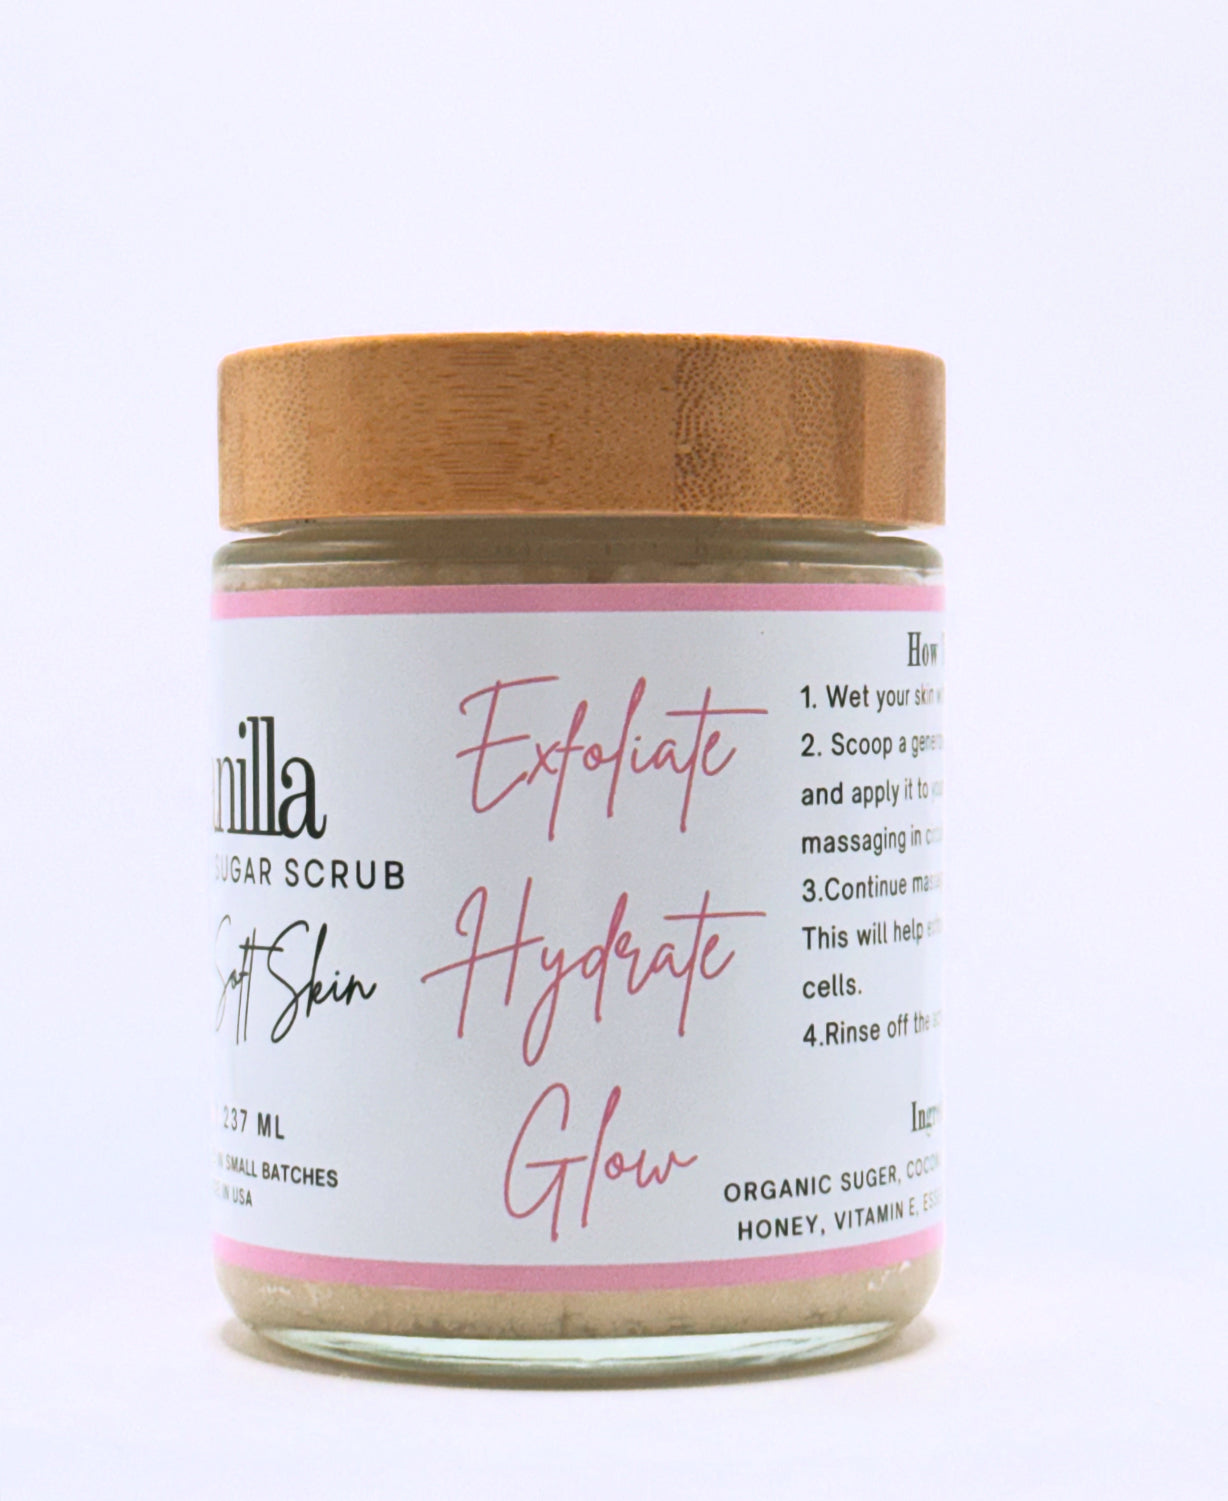 nilla
SUGAR SCRUB
Soft Skin
237 ML
IN SMALL BATCHES
IN USA
Exfoliate
Hydrate
Glow
How
1. Wet your skin
2. Scoop a
and apply it to
massaging in
3.Continue
This will help
cells.
4.Rinse off the
ORGANIC SUGER,
HONEY, VITAMIN E,